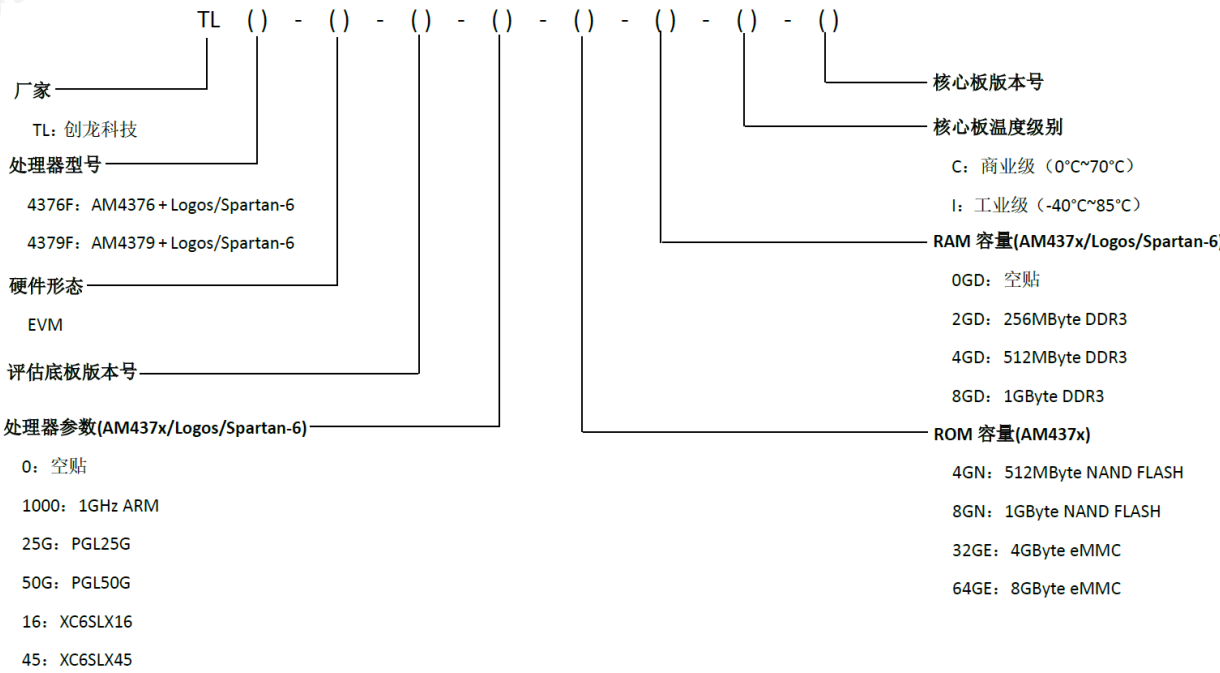 TL ( ) - ( ) - ( ) - ( ) - ( ) - ( ) - ( ) - ( )
厂家
TL：创龙科技
处理器型号
4376F：AM4376 + Logos/Spartan-6
4379F：AM4379 + Logos/Spartan-6
硬件形态
EVM
评估底板版本号
处理器参数(AM437x/Logos/Spartan-6)
0：空贴
1000：1GHz ARM
25G：PGL25G
50G：PGL50G
16：XC6SLX16
45：XC6SLX45
核心板版本号
核心板温度级别
C：商业级（0°C~70°C）
I：工业级（-40°C~85°C）
RAM 容量(AM437x/Logos/Spartan-6)
0GD：空贴
2GD：256MByte DDR3
4GD：512MByte DDR3
8GD：1GByte DDR3
ROM 容量(AM437x)
4GN：512MByte NAND FLASH
8GN：1GByte NAND FLASH
32GE：4GByte eMMC
64GE：8GByte eMMC